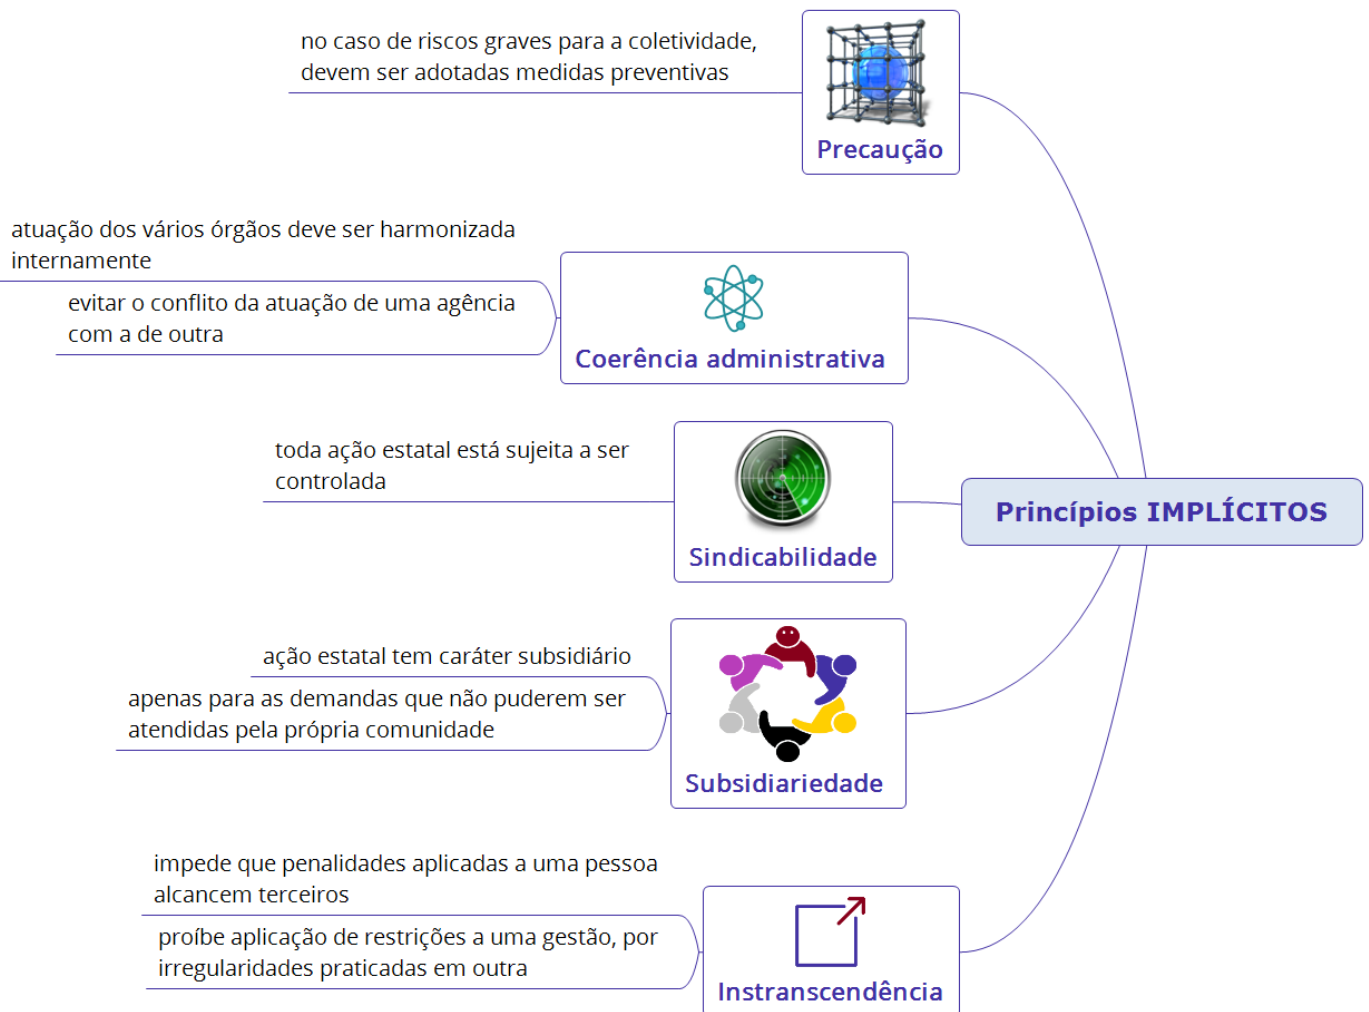 no caso de riscos graves para a coletividade,
devem ser adotadas medidas preventivas
Precaução
atuação dos vários órgãos deve ser harmonizada
internamente
evitar o conflito da atuação de uma agência
com a de outra
Coerência administrativa
toda ação estatal está sujeita a ser
controlada
Sindicabilidade
Princípios IMPLÍCITOS
ação estatal tem caráter subsidiário
apenas para as demandas que não puderem ser
atendidas pela própria comunidade
Subsidiariedade
impede que penalidades aplicadas a uma pessoa
alcancem terceiros
proíbe aplicação de restrições a uma gestão, por
irregularidades praticadas em outra
Instranscendência